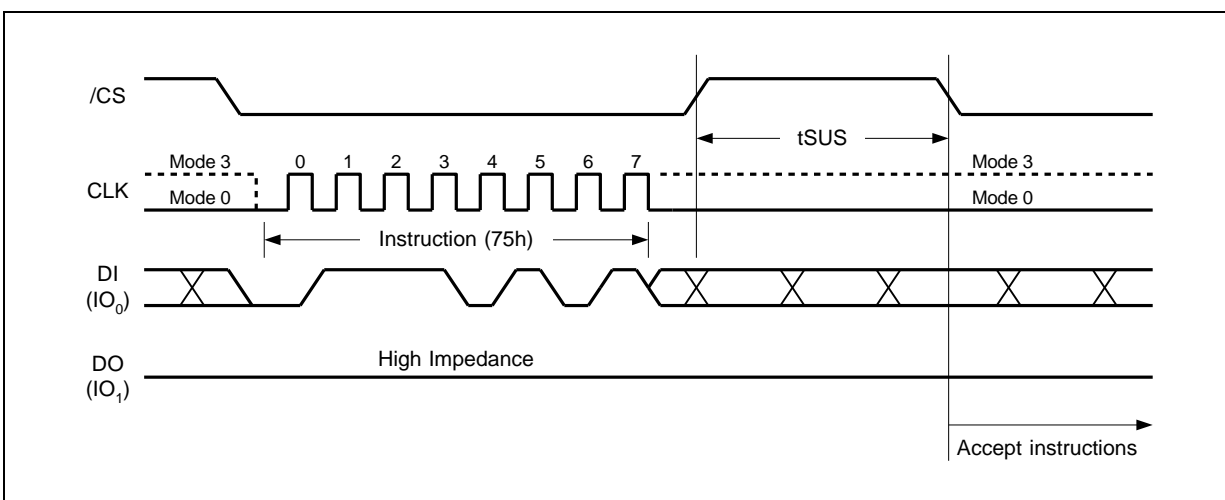 /CS
tSUS
Mode 3 0 1 2 3 4 5 6 7 Mode 3
CLK
Mode 0 Mode 0
Instruction (75h)
DI
(IO0)
High Impedance
DO
(IO1)
Accept instructions